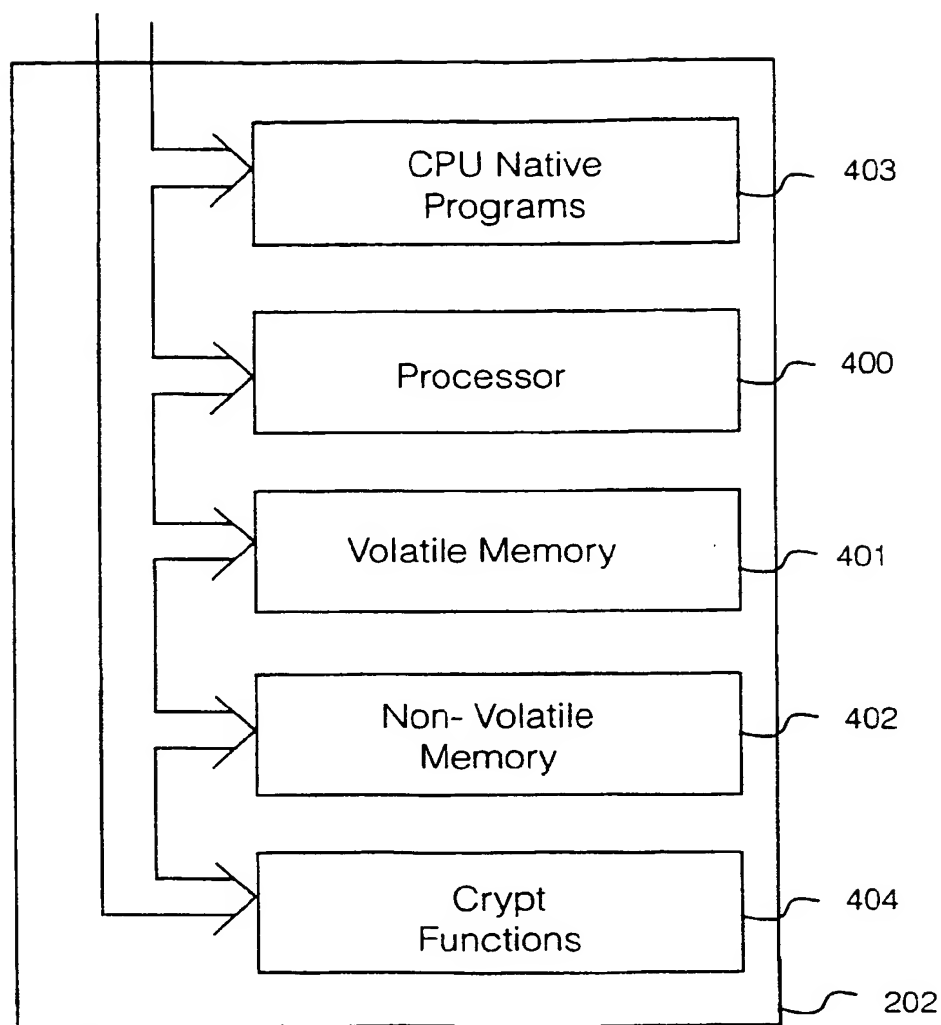 CPU Native
Programs
403
Processor
400
Volatile Memory
401
Non- Volatile
Memory
402
Crypt
Functions
404
202